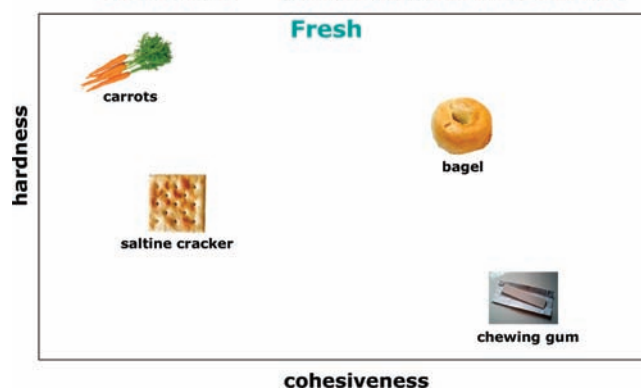 Fresh
carrots
hardness
bagel
saltine cracker
chewing gum
cohesiveness